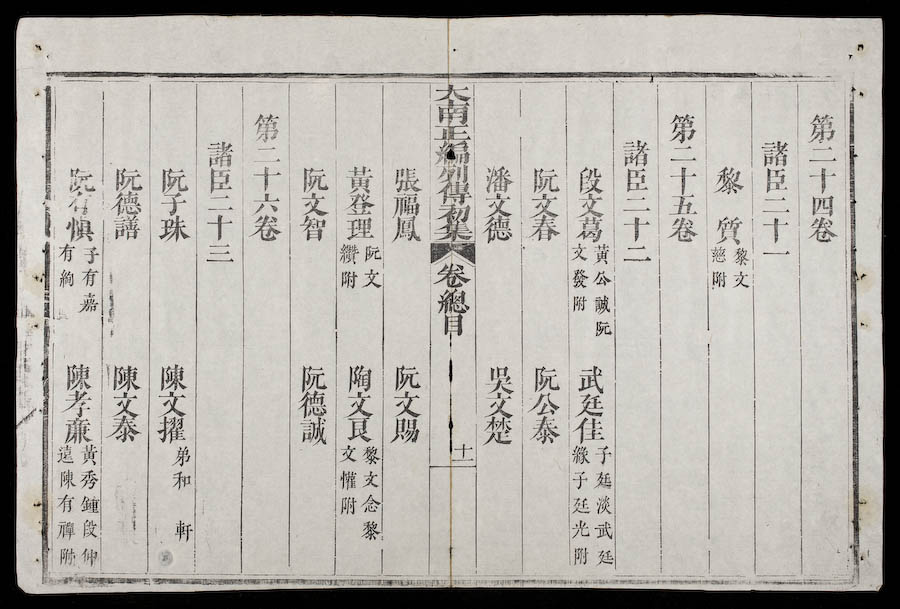 第二十四卷
諸臣二十一
黎質 黎文慈附
第二十五卷
諸臣二十二
段文葛 黃公誠阮文發附 武廷佳 子廷淡武廷綠子廷光附
阮文春 阮公泰
潘文德 吳文楚
大南正編列傳初集 卷總目 十一
張福鳳 阮文賜
黃登理 阮文纘附 陶文良 黎文念黎文懽附
阮文智 阮德誠
第二十六卷
諸臣二十三
阮子珠 陳文擢 弟和軒
阮德譜 陳文泰
阮有慎 子有嘉有絢 陳孝廉 黃秀鍾段仲遠陳有禪附